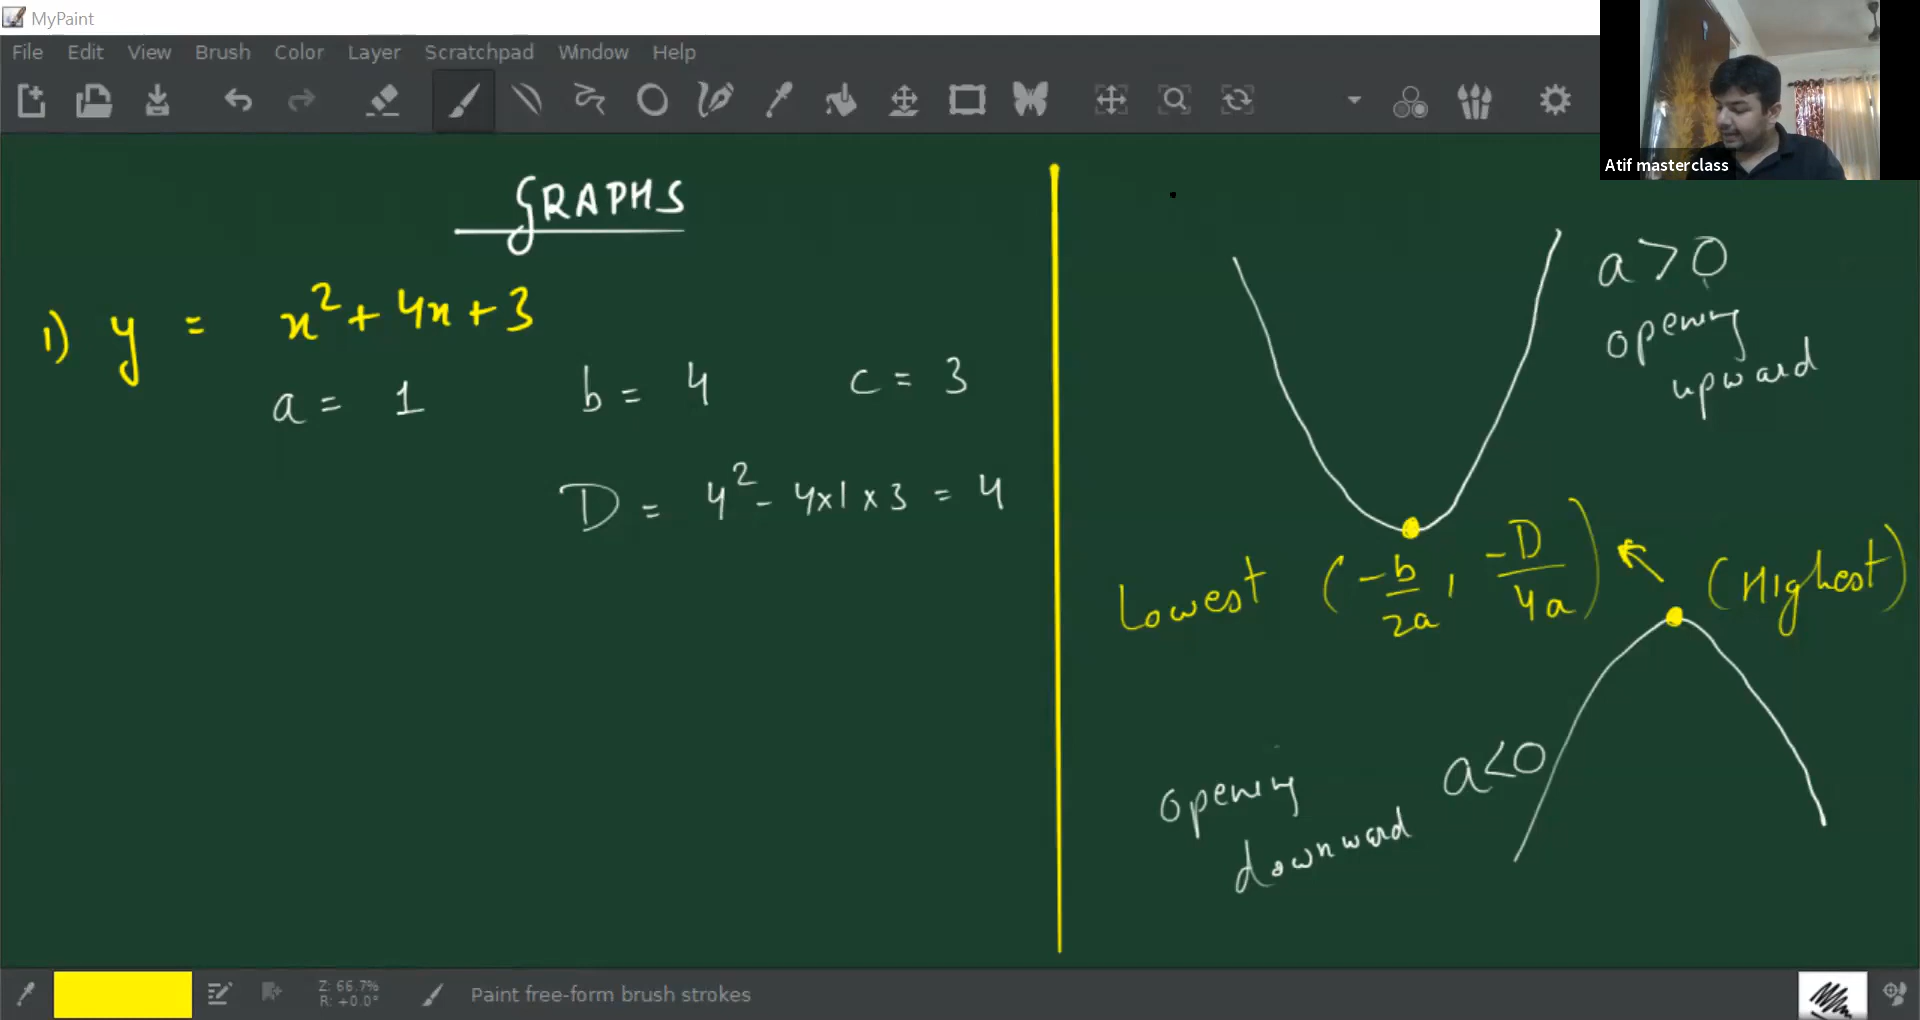 MyPaint
File Edit View Brush Color Layer Scratchpad Window Help
Atif masterclass
GRAPHS
1) y = x² + 4x + 3
a = 1 b = 4 c = 3
D = 4² - 4x1 x 3 = 4
a > 0
opening
upward
Lowest (-b/2a, -D/4a) (Highest)
a < 0
opening
downward
Z: 66.7%
R: +0.0°
Paint free-form brush strokes